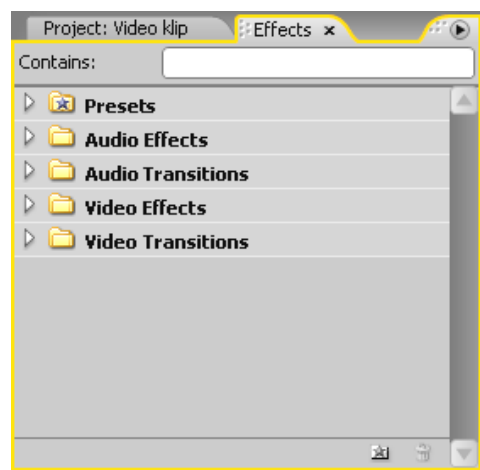 Project: Video klip Effects
Contains:
Presets
Audio Effects
Audio Transitions
Video Effects
Video Transitions